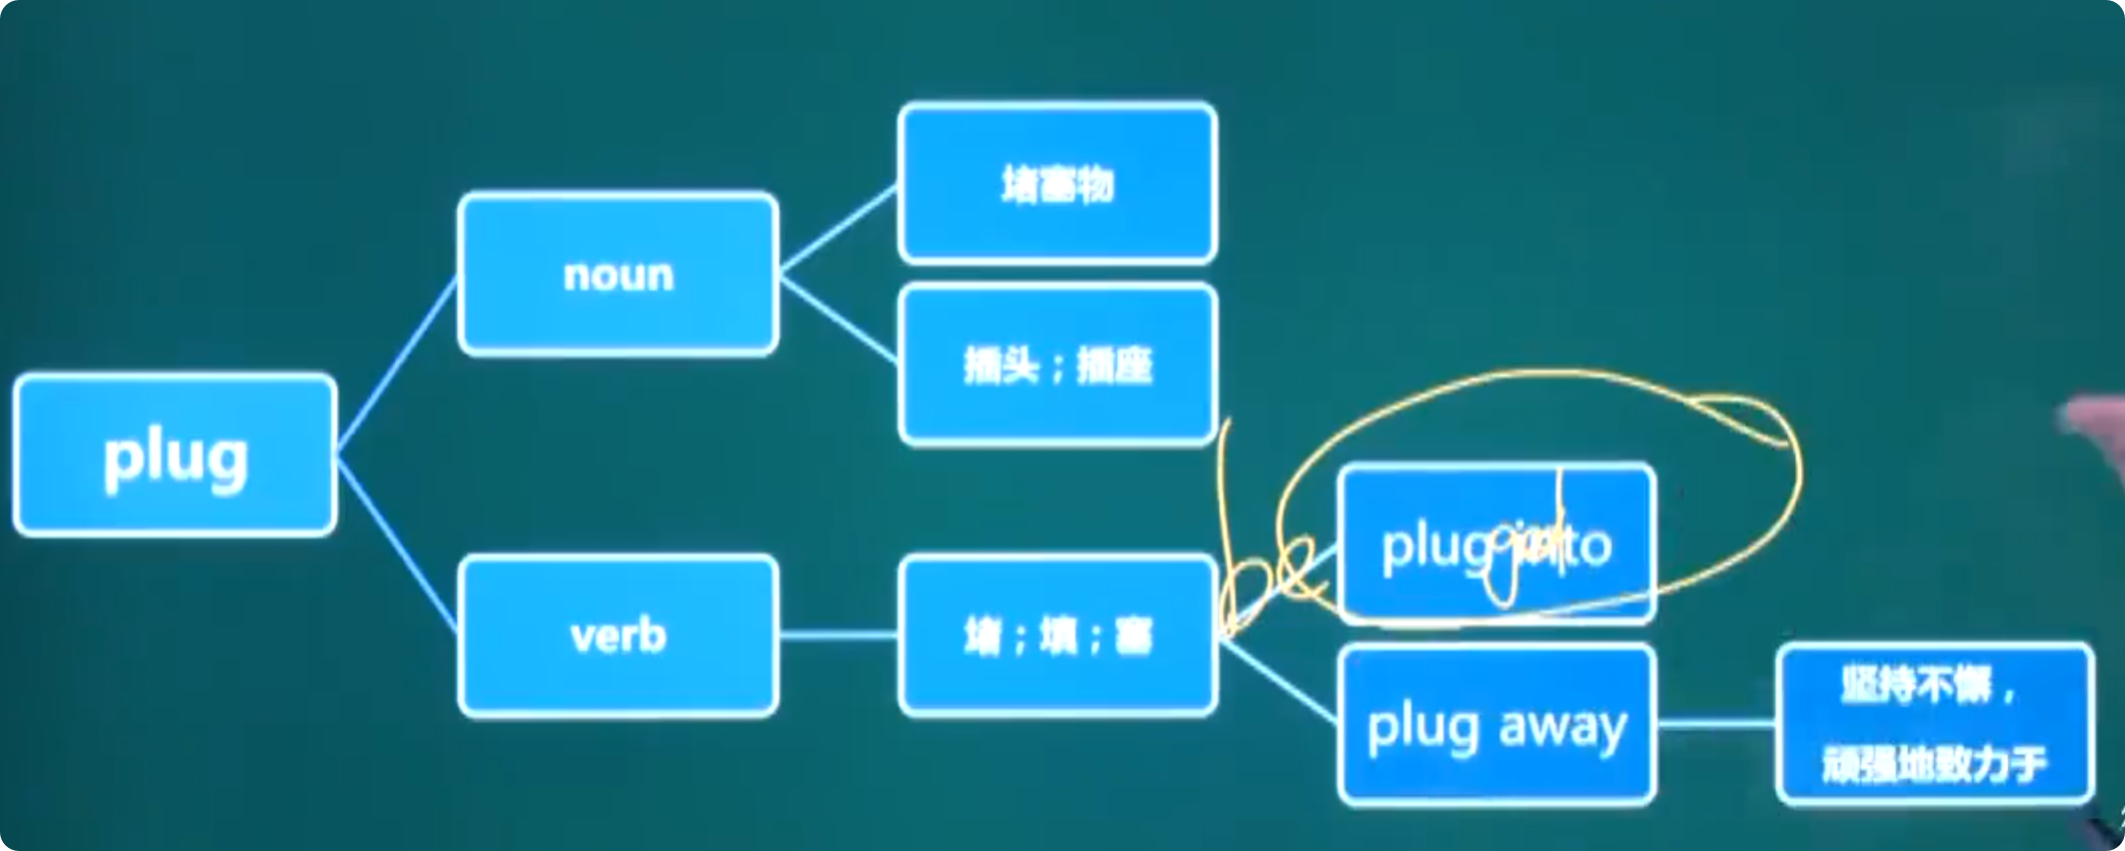 堵塞物
noun
插头；插座
plug
plug into
verb
堵；填；塞
plug away
坚持不懈，
顽强地致力于